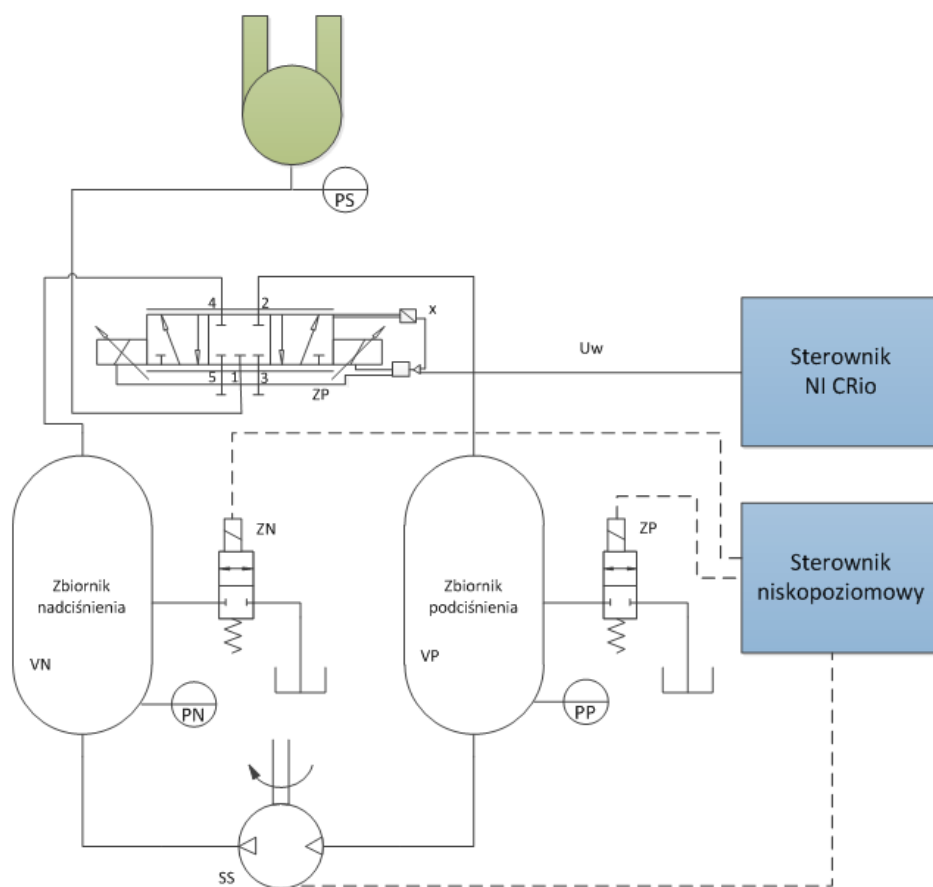 PS
4
2
x
5
1
3
ZP
Uw
Sterownik
NI CRio
ZN
ZP
Sterownik
niskopoziomowy
Zbiornik
nadciśnienia
Zbiornik
podciśnienia
VN
VP
PN
PP
SS